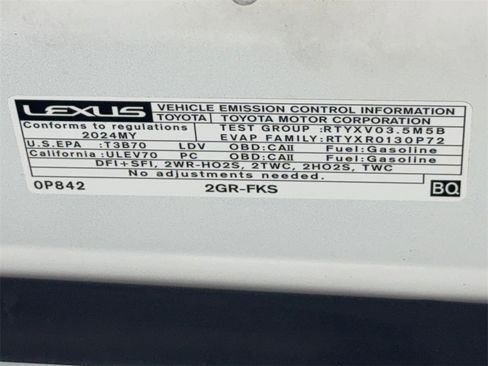 LEXUS VEHICLE EMISSION CONTROL INFORMATION
TOYOTA TOYOTA MOTOR CORPORATION
Conforms to regulations TEST GROUP :RTYXV03.5M5B
2024MY EVAP FAMILY:RTYXR0130P72
U.S.EPA :T3B70 LDV OBD:CAII Fuel:Gasoline
California:ULEV70 PC OBD:CAII Fuel:Gasoline
DFI+SFI, 2WR-HO2S, 2TWC, 2HO2S, TWC
No adjustments needed.
0P842 2GR-FKS BQ